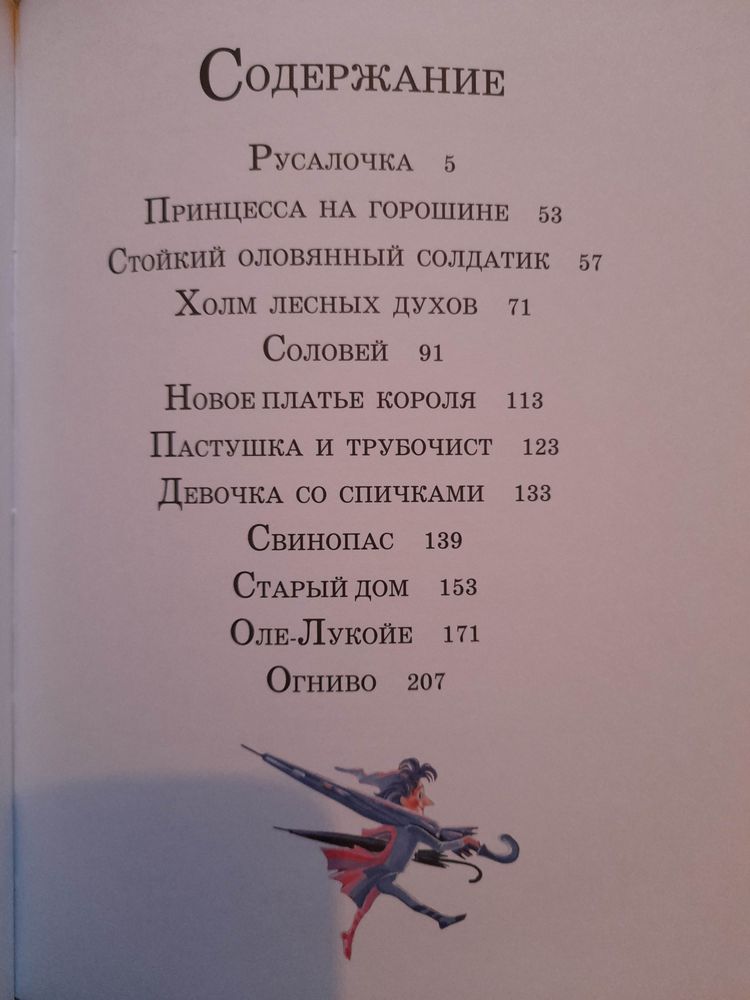 Содержание
Русалочка 5
Принцесса на горошине 53
Стойкий оловянный солдатик 57
Холм лесных духов 71
Соловей 91
Новое платье короля 113
Пастушка и трубочист 123
Девочка со спичками 133
Свинопас 139
Старый дом 153
Оле-Лукойе 171
Огниво 207